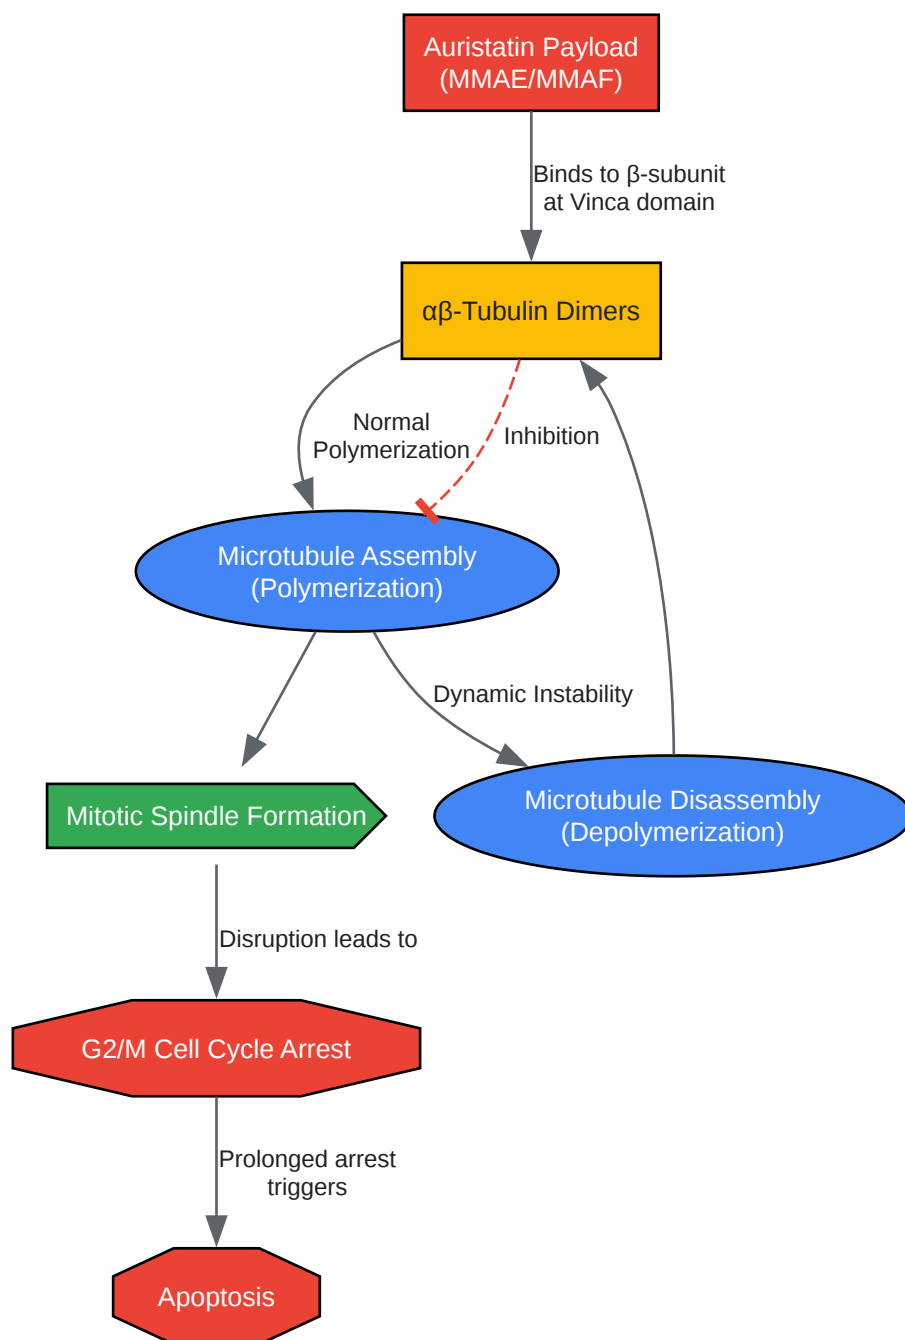 Auristatin Payload
(MMAE/MMAF)
Binds to β-subunit
at Vinca domain
αβ-Tubulin Dimers
Normal
Polymerization
Inhibition
Microtubule Assembly
(Polymerization)
Dynamic Instability
Mitotic Spindle Formation
Microtubule Disassembly
(Depolymerization)
Disruption leads to
G2/M Cell Cycle Arrest
Prolonged arrest
triggers
Apoptosis